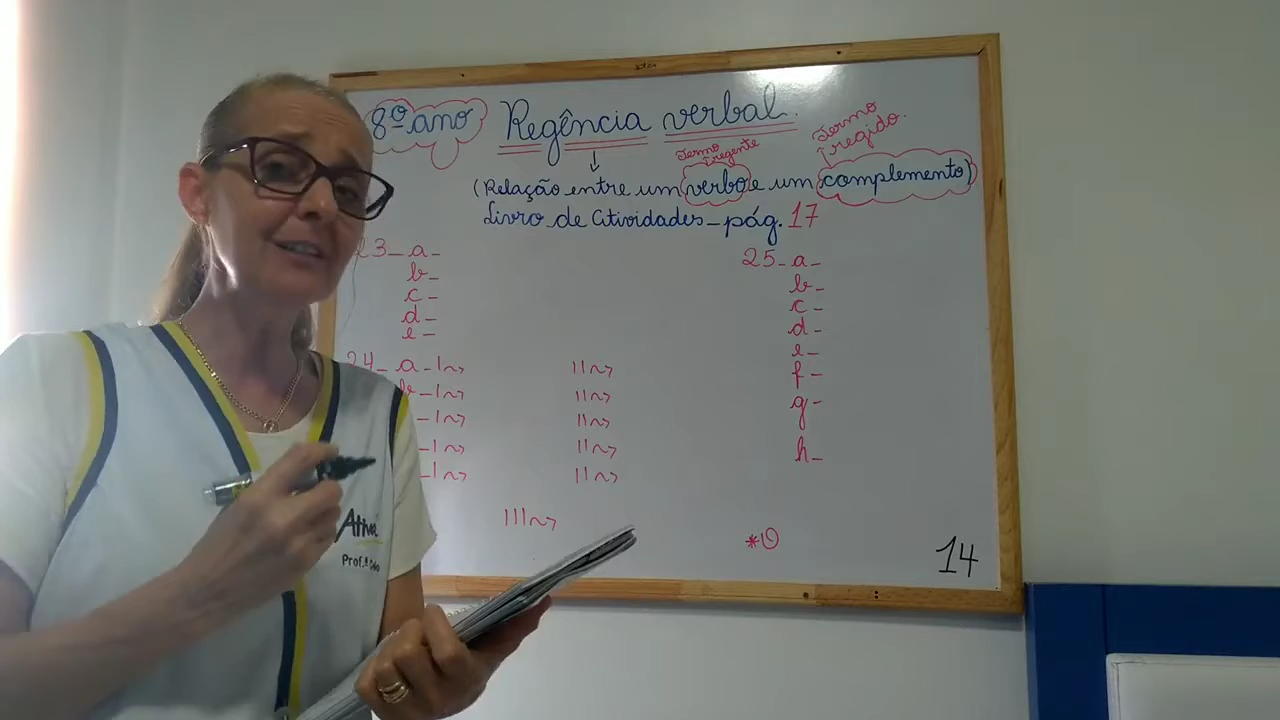 8º ano Regência verbal.
Termo regente
Termo regido.
(Relação entre um verbo e um complemento)
Livro de Atividades - pág. 17
23 - a -
b -
c -
d -
e -
24 - a - I
II
b - I
II
- I
II
- I
II
- I
II
III
25 - a -
b -
c -
d -
e -
f -
g -
h -
*
14
Ativa
Prof.ª